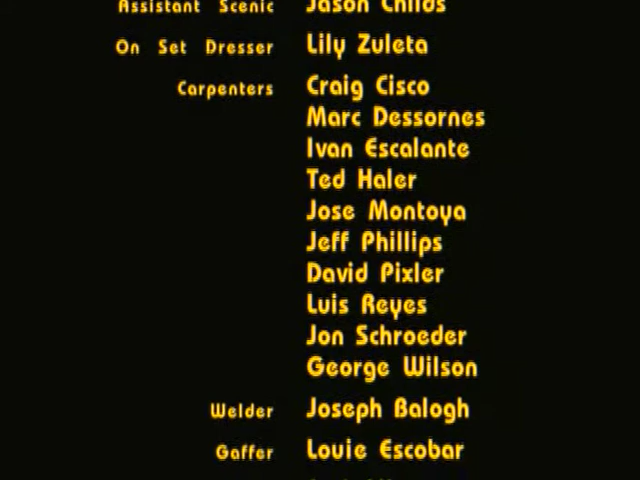 Assistant Scenic Jason Childs
On Set Dresser Lily Zuleta
Carpenters Craig Cisco
Marc Dessornes
Ivan Escalante
Ted Haler
Jose Montoya
Jeff Phillips
David Pixler
Luis Reyes
Jon Schroeder
George Wilson
Welder Joseph Balogh
Gaffer Louie Escobar